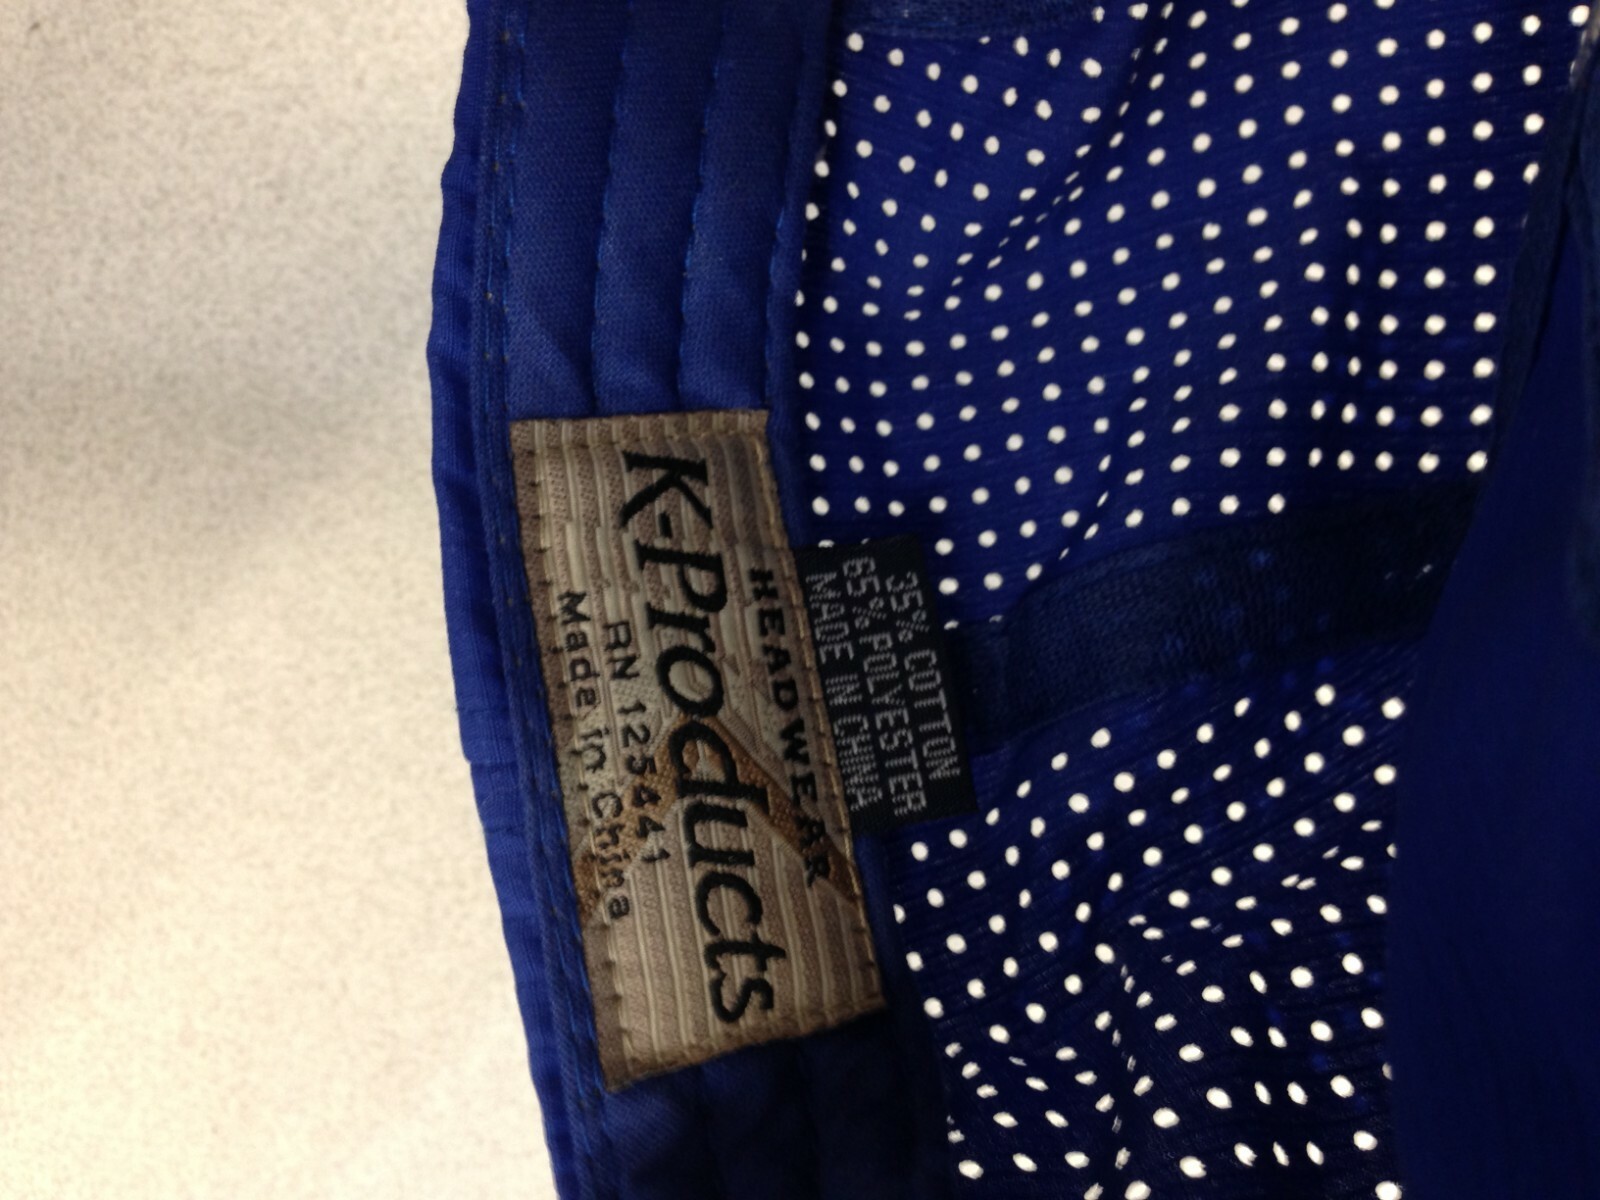 HEADWEAR
K-Products
RN 125441
Made in China
35% COTTON
65% POLYESTER
MADE IN CHINA